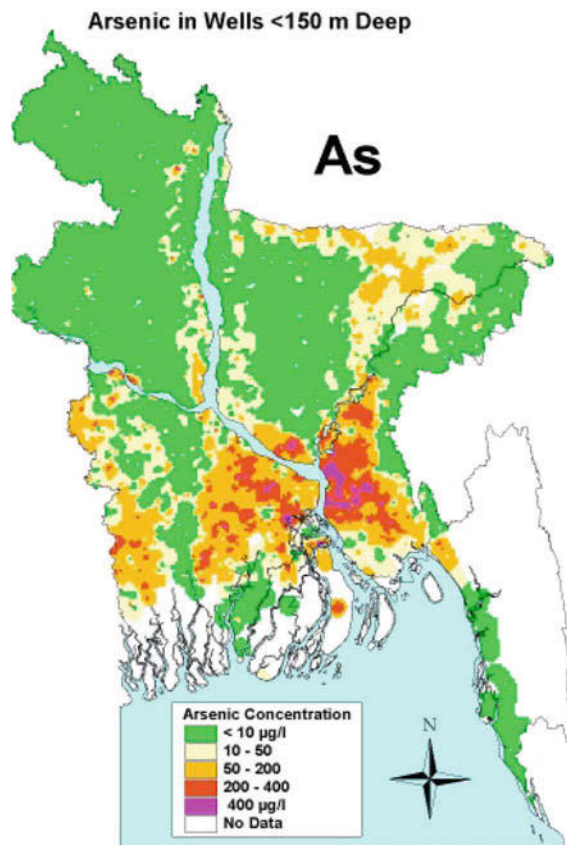 Arsenic in Wells <150 m Deep
As
Arsenic Concentration
< 10 µg/l
10 - 50
50 - 200
200 - 400
400 µg/l
No Data
N